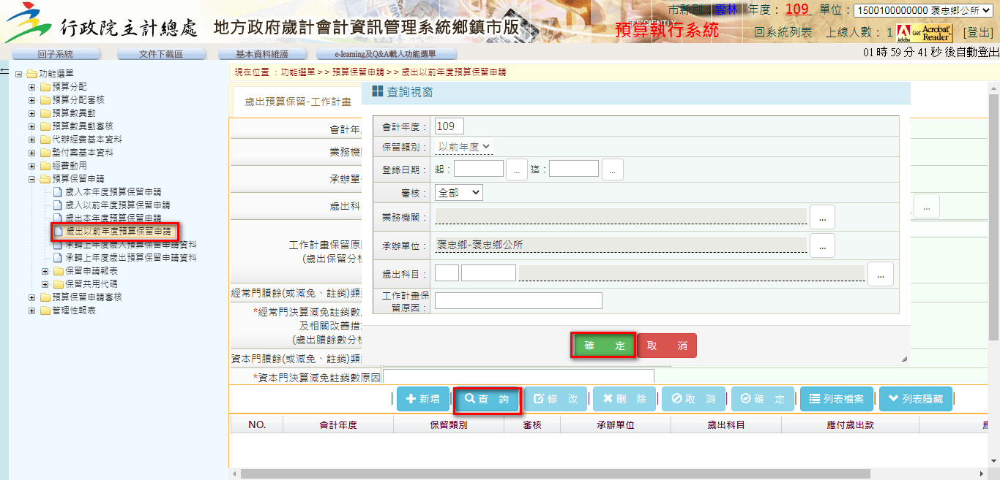 行政院主計總處 地方政府歲計會計資訊管理系統鄉鎮市版
市縣別：雲林 年度：109 單位：1500100000000 褒忠鄉公所
預算執行系統 回系統列表 上線人數：1 Adobe Get Acrobat Reader [登出]
回子系統 文件下載區 基本資料維護 e-learning及Q&A載入功能選單 01 時 59 分 41 秒 後自動登出
功能選單
預算分配
預算分配審核
預算數異動
預算數異動審核
代辦經費基本資料
墊付案基本資料
經費動用
預算保留申請
歲入本年度預算保留申請
歲入以前年度預算保留申請
歲出本年度預算保留申請
歲出以前年度預算保留申請
承轉上年度歲入預算保留申請資料
承轉上年度歲出預算保留申請資料
保留申請報表
保留共用代碼
預算保留申請審核
管理性報表
現在位置：功能選單>>預算保留申請>>歲出以前年度預算保留申請
歲出預算保留-工作計畫
會計年
業務機
承辦單
歲出科
工作計畫保留原
(歲出保留分
經常門賸餘(或減免、註銷)類
*經常門決算減免註銷數
及相關改善措
(歲出賸餘數分
資本門賸餘(或減免、註銷)類
*資本門決算減免註銷數原因
...
查詢視窗
會計年度： 109
保留類別： 以前年度
登錄日期： 起： ... 迄： ...
審核： 全部
業務機關： ...
承辦單位： 褒忠鄉-褒忠鄉公所 ...
歲出科目： ...
工作計畫保
留原因：
確 定 取 消
新增 查 詢 修 改 刪 除 取 消 確 定 列表檔案 列表隱藏
NO. 會計年度 保留類別 審核 承辦單位 歲出科目 應付歲出款